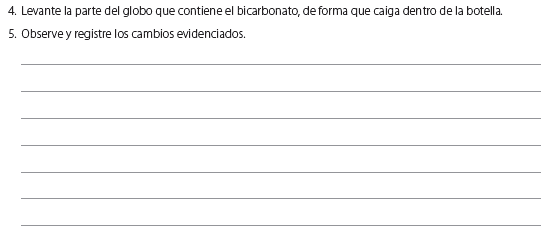 4. Levante la parte del globo que contiene el bicarbonato, de forma que caiga dentro de la botella.
5. Observe y registre los cambios evidenciados.